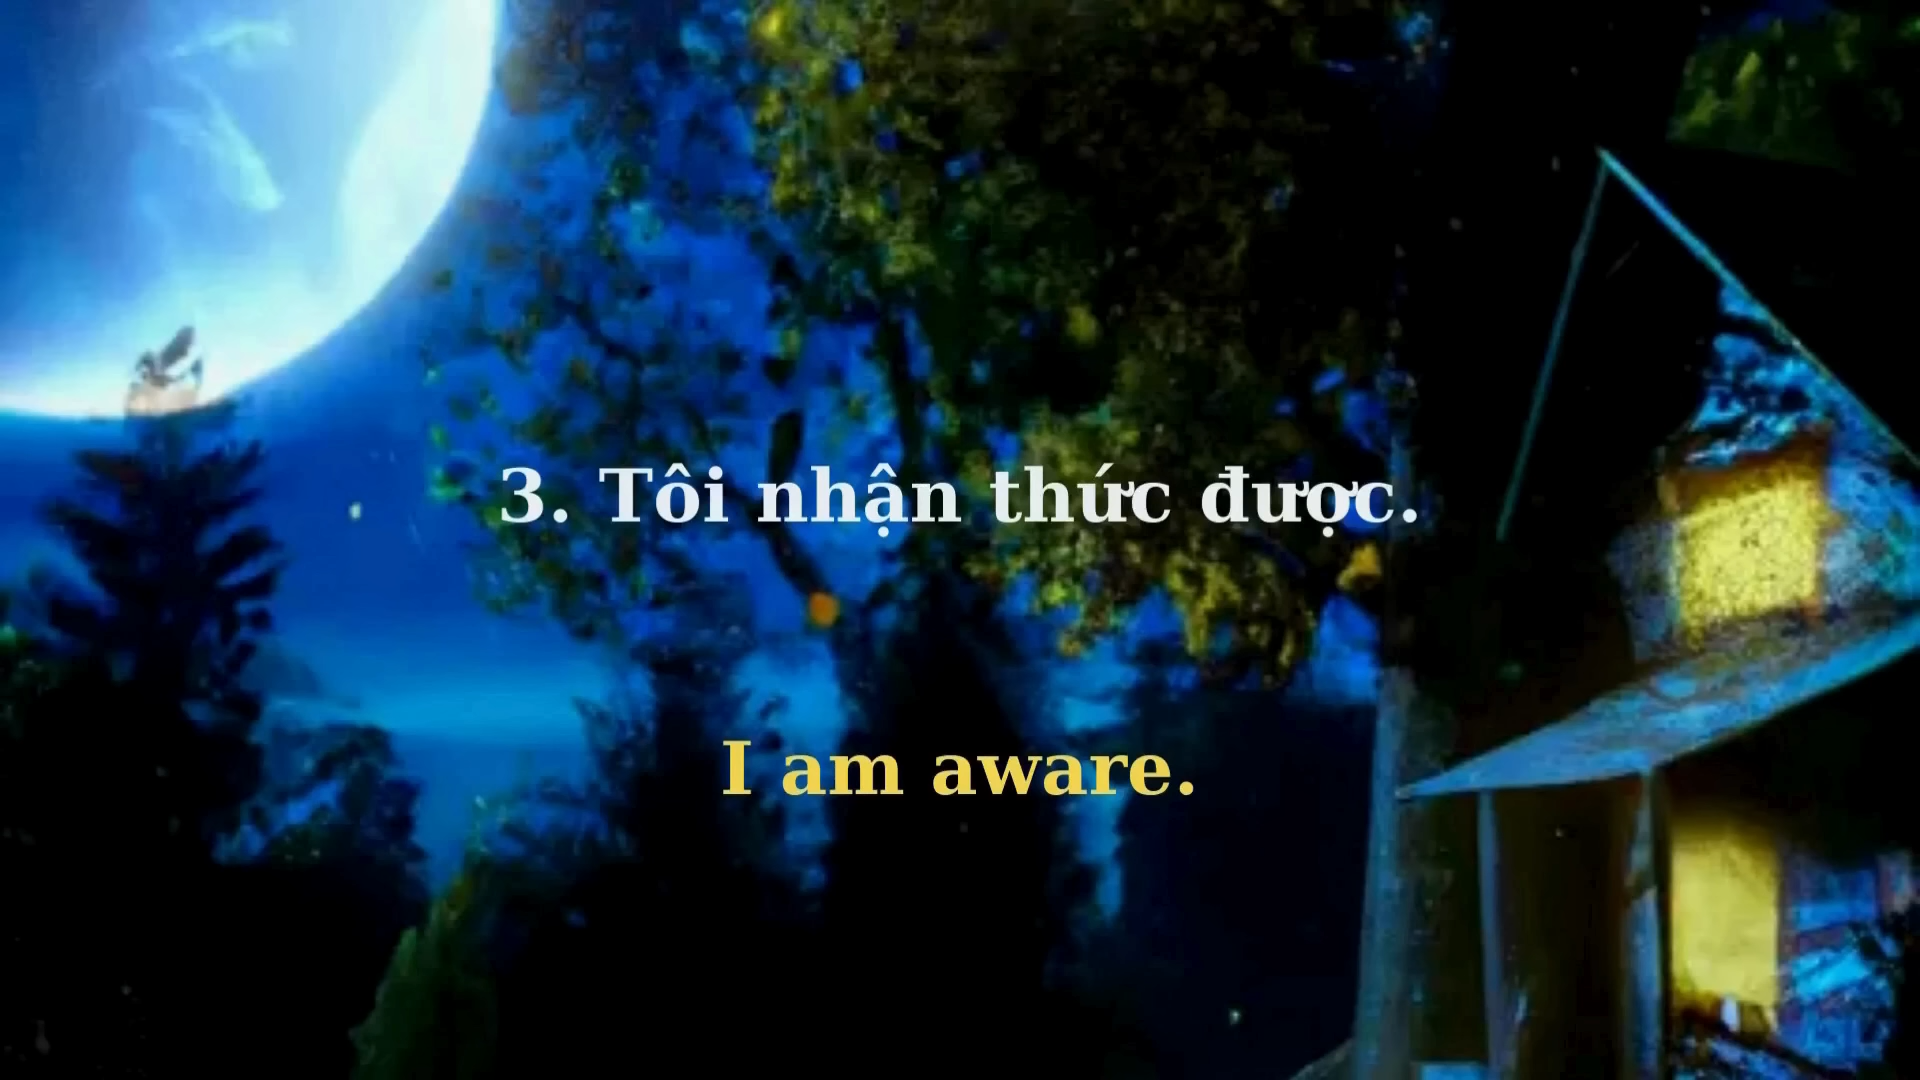 3. Tôi nhận thức được.
I am aware.